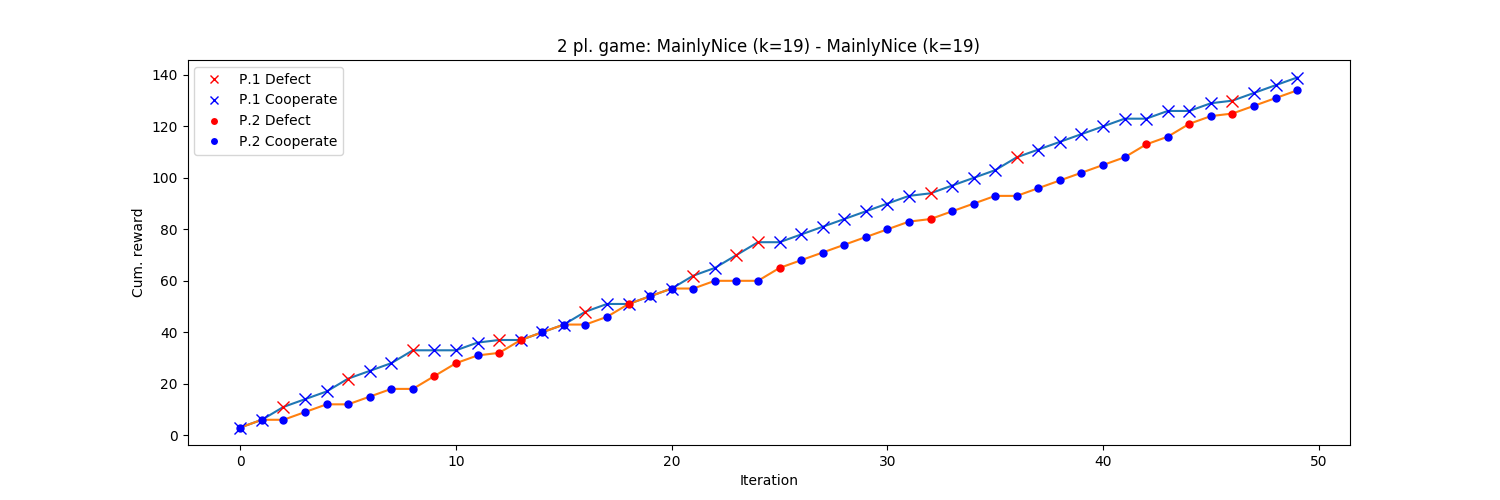 2 pl. game: MainlyNice (k=19) - MainlyNice (k=19)
P.1 Defect
P.1 Cooperate
P.2 Defect
P.2 Cooperate
Cum. reward
140
120
100
80
60
40
20
0
0 10 20 30 40 50
Iteration